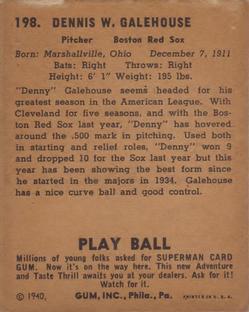 198. DENNIS W. GALEHOUSE
Pitcher Boston Red Sox
Born: Marshallville, Ohio December 7, 1911
Bats: Right Throws: Right
Height: 6' 1" Weight: 195 lbs.
"Denny" Galehouse seems headed for his
greatest season in the American League. With
Cleveland for five seasons, and with the Bos-
ton Red Sox last year, "Denny" has hovered
around the .500 mark in pitching. Used both
in starting and relief roles, "Denny" won 9
and dropped 10 for the Sox last year but this
year has been showing the best form since
he started in the majors in 1934. Galehouse
has a nice curve ball and good control.
PLAY BALL
Millions of young folks asked for SUPERMAN CARD
GUM. Now it's on the way here. This new Adventure
and Taste Thrill awaits you at your dealers. Ask for it!
Watch for it.
© 1940, GUM, INC., Phila., Pa. PRINTED IN U. S. A.